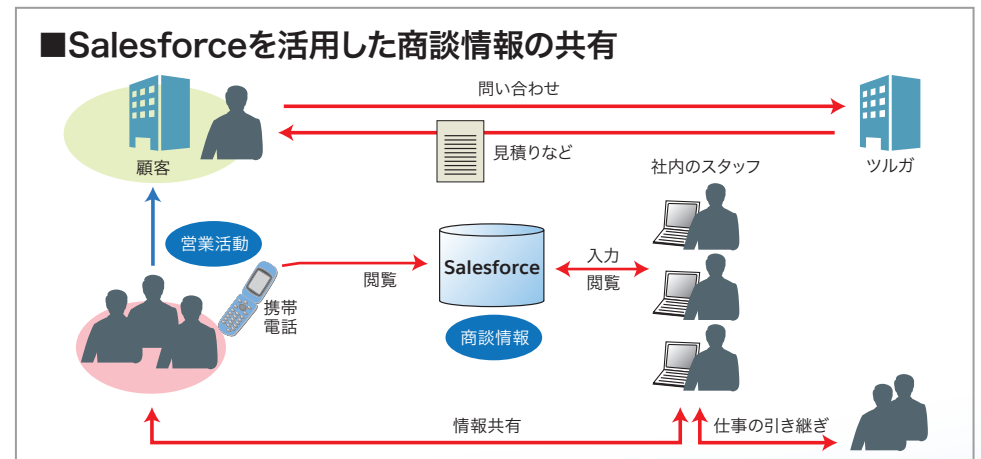 ■Salesforceを活用した商談情報の共有
問い合わせ
見積りなど
顧客
社内のスタッフ
ツルガ
営業活動
携帯
電話
閲覧
Salesforce
入力
閲覧
商談情報
情報共有
仕事の引き継ぎ